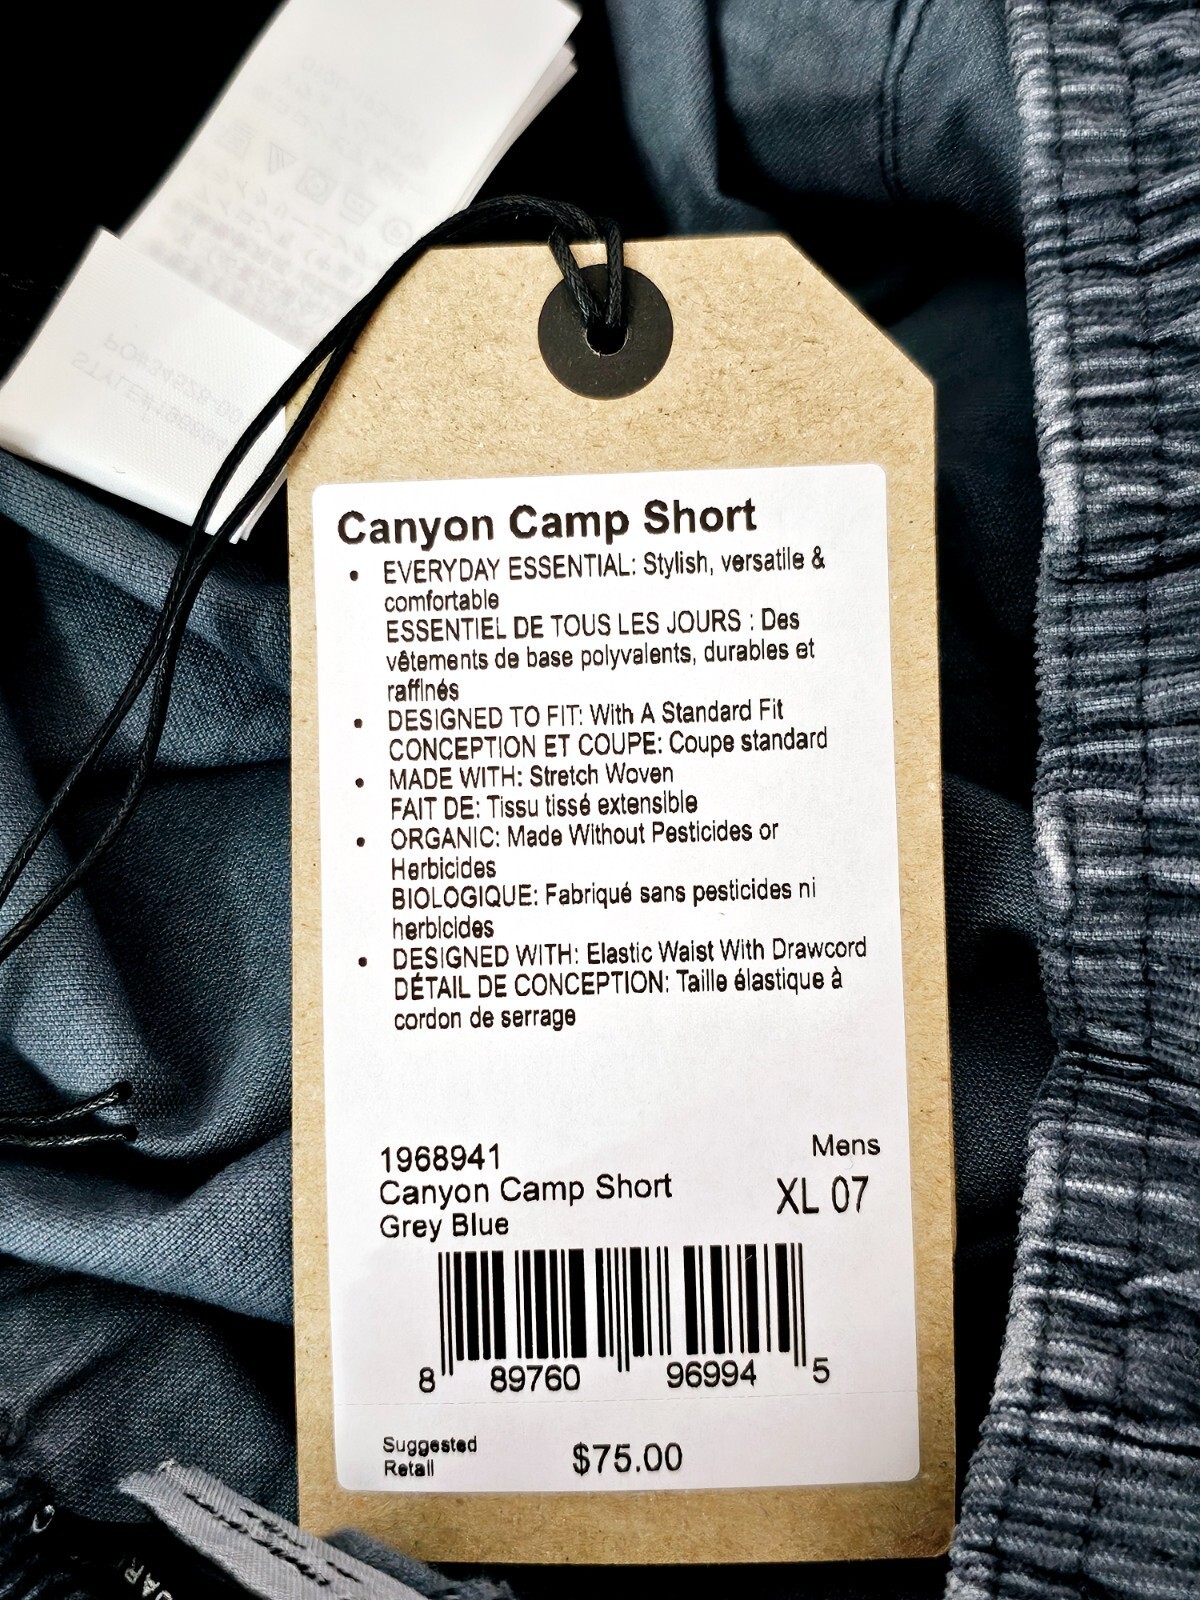 Canyon Camp Short
• EVERYDAY ESSENTIAL: Stylish, versatile &
comfortable
ESSENTIEL DE TOUS LES JOURS : Des
vêtements de base polyvalents, durables et
raffinés
• DESIGNED TO FIT: With A Standard Fit
CONCEPTION ET COUPE: Coupe standard
• MADE WITH: Stretch Woven
FAIT DE: Tissu tissé extensible
• ORGANIC: Made Without Pesticides or
Herbicides
BIOLOGIQUE: Fabriqué sans pesticides ni
herbicides
• DESIGNED WITH: Elastic Waist With Drawcord
DÉTAIL DE CONCEPTION: Taille élastique à
cordon de serrage
1968941 Mens
Canyon Camp Short XL 07
Grey Blue
8 89760 96994 5
Suggested
Retail $75.00